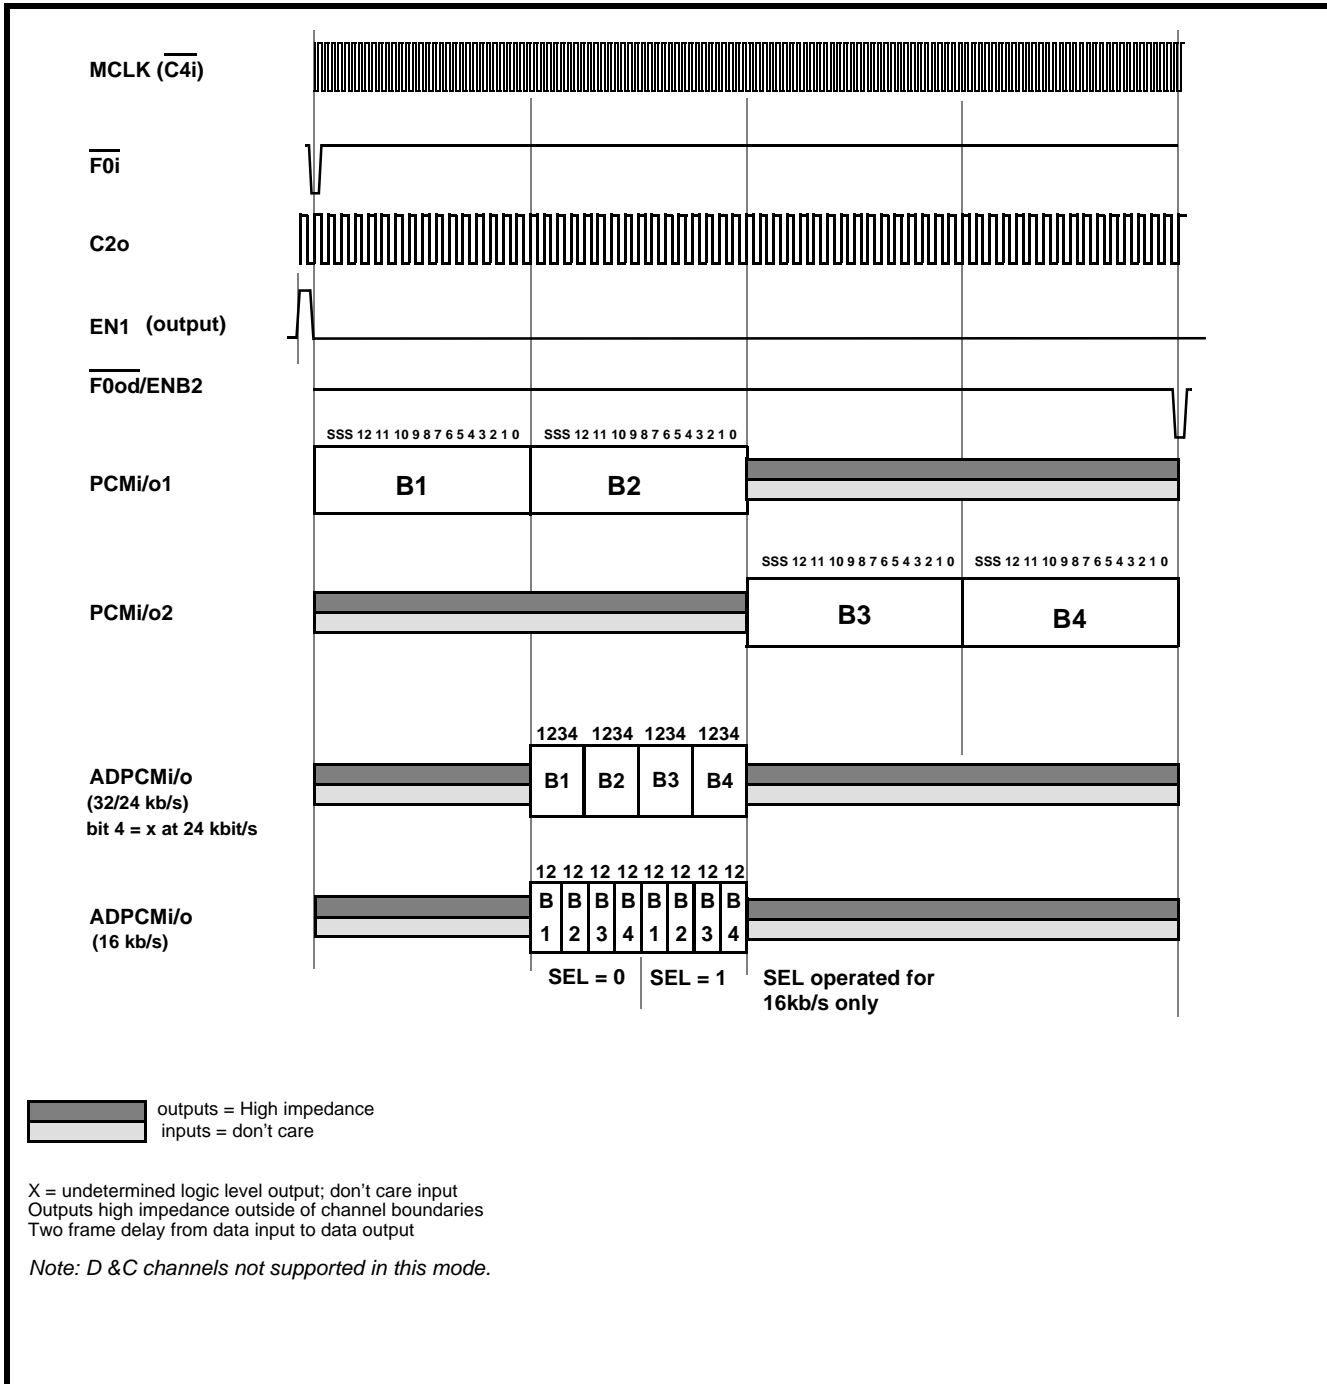 MCLK (C4i)
F0i
C2o
EN1 (output)
F0od/ENB2
SSS 12 11 10 9 8 7 6 5 4 3 2 1 0 SSS 12 11 10 9 8 7 6 5 4 3 2 1 0
PCMi/o1 B1 B2
SSS 12 11 10 9 8 7 6 5 4 3 2 1 0 SSS 12 11 10 9 8 7 6 5 4 3 2 1 0
PCMi/o2 B3 B4
1234 1234 1234 1234
ADPCMi/o B1 B2 B3 B4
(32/24 kb/s)
bit 4 = x at 24 kbit/s
12 12 12 12 12 12 12 12
B B B B B B B B
ADPCMi/o
1 2 3 4 1 2 3 4
(16 kb/s)
SEL = 0 SEL = 1 SEL operated for
16kb/s only
outputs = High impedance
inputs = don't care
X = undetermined logic level output; don't care input
Outputs high impedance outside of channel boundaries
Two frame delay from data input to data output
Note: D &C channels not supported in this mode.